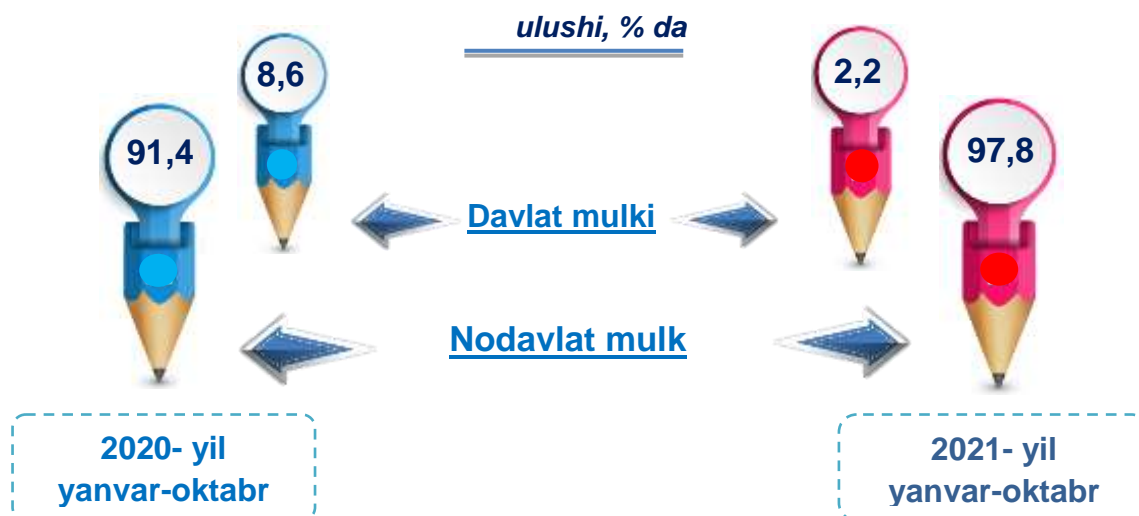 ulushi, % da
8,6
2,2
91,4
97,8
Davlat mulki
Nodavlat mulk
2020- yil
yanvar-oktabr
2021- yil
yanvar-oktabr